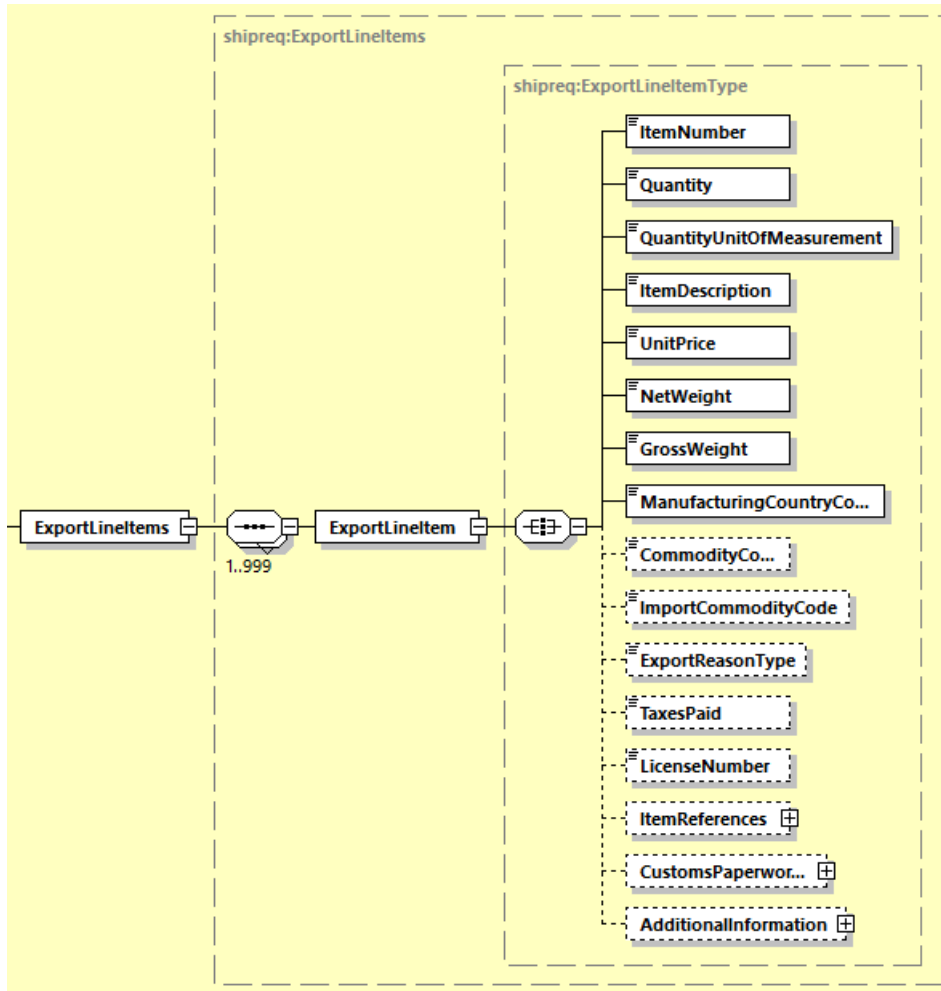 shipreq:ExportLineItems
shipreq:ExportLineItemType
ItemNumber
Quantity
QuantityUnitOfMeasurement
ItemDescription
UnitPrice
NetWeight
GrossWeight
ManufacturingCountryCo...
ExportLineItems
ExportLineItem
1..999
CommodityCo...
ImportCommodityCode
ExportReasonType
TaxesPaid
LicenseNumber
ItemReferences
CustomsPaperwor...
AdditionalInformation